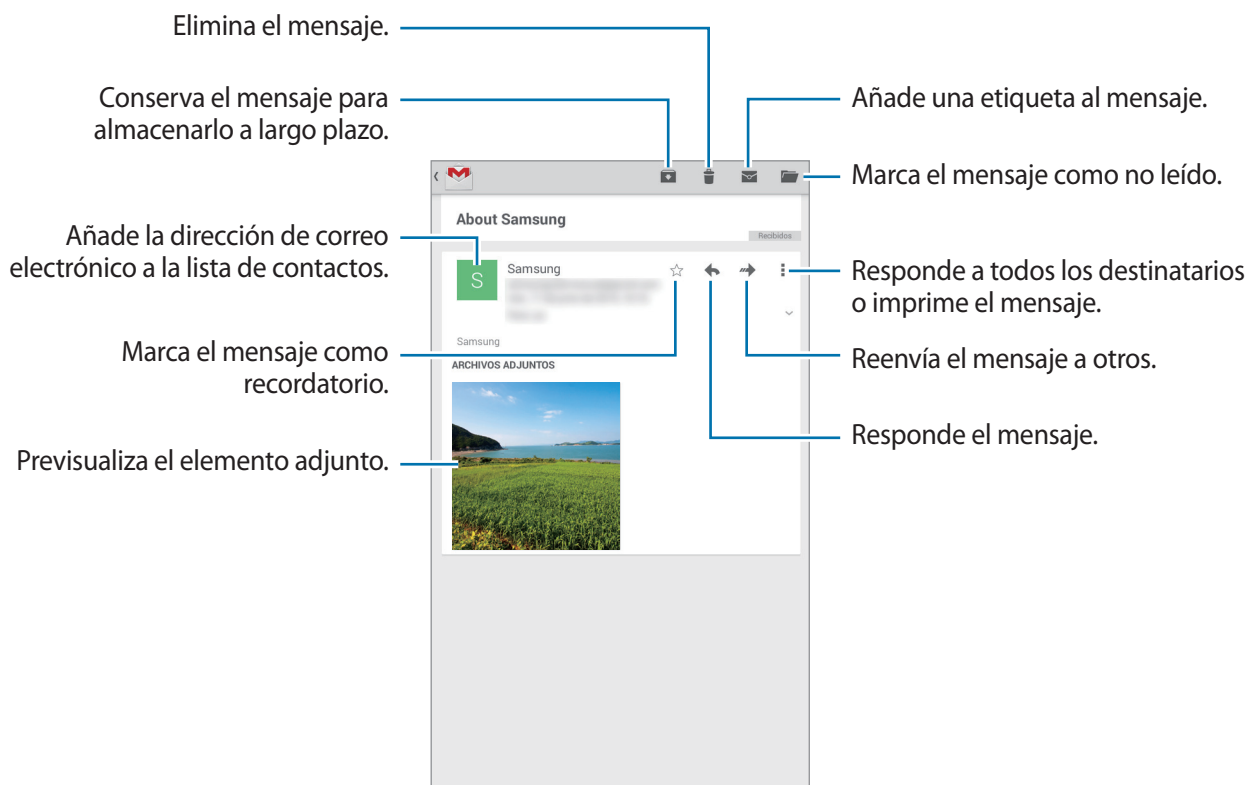 Elimina el mensaje.
Conserva el mensaje para
almacenarlo a largo plazo.
Añade una etiqueta al mensaje.
Marca el mensaje como no leído.
About Samsung
Recibidos
Añade la dirección de correo
electrónico a la lista de contactos.
S
Samsung
Responde a todos los destinatarios
o imprime el mensaje.
Samsung
Marca el mensaje como
recordatorio.
Reenvía el mensaje a otros.
ARCHIVOS ADJUNTOS
Responde el mensaje.
Previsualiza el elemento adjunto.